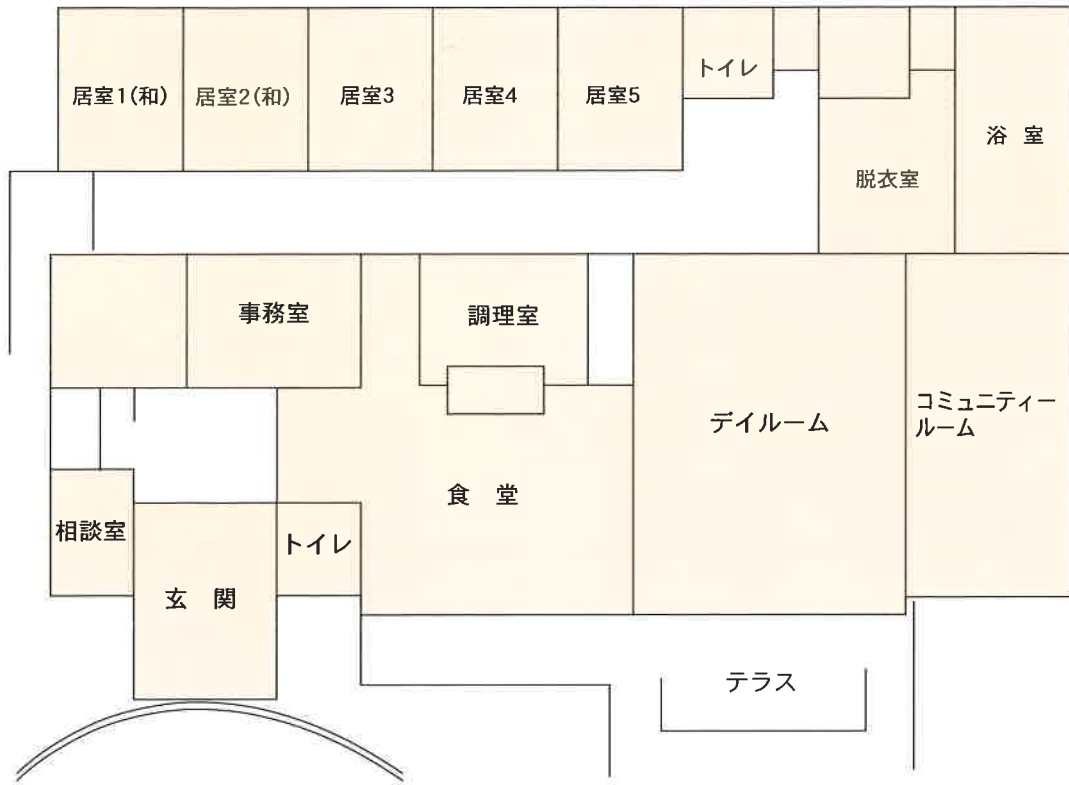 居室1(和)
居室2(和)
居室3
居室4
居室5
トイレ
浴 室
脱衣室
事務室
調理室
デイルーム
コミュニティー
ルーム
食 堂
相談室
トイレ
玄 関
テラス